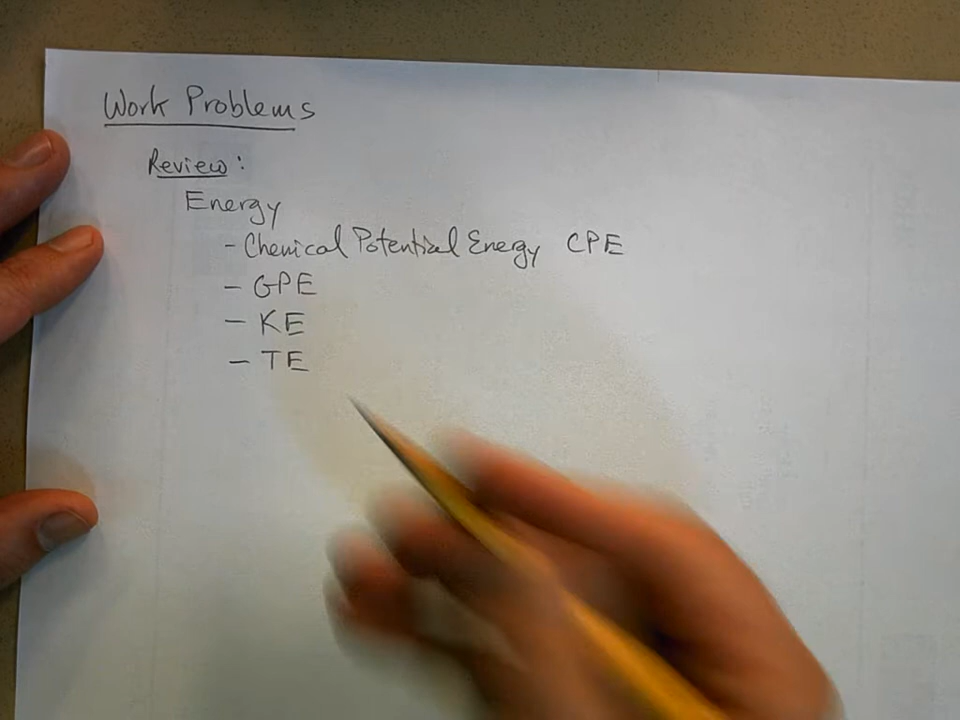 Work Problems
Review:
Energy
- Chemical Potential Energy CPE
- GPE
- KE
- TE